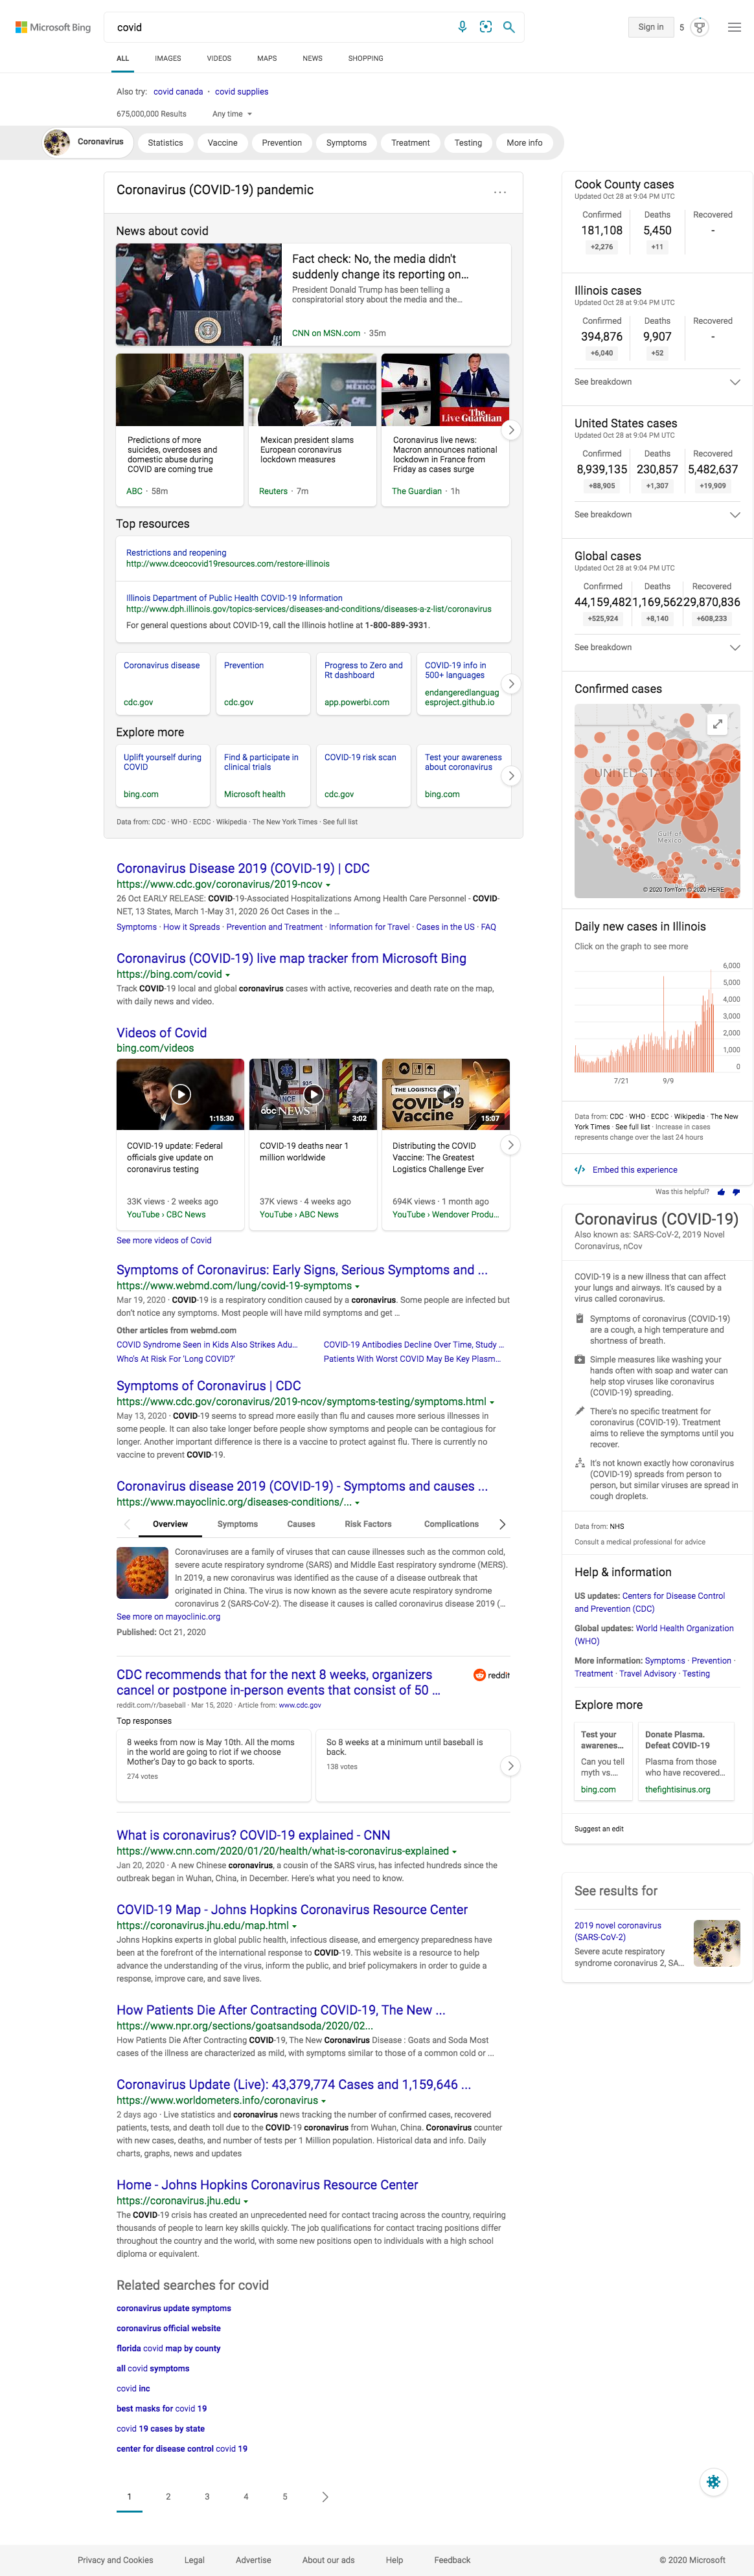 Microsoft Bing
covid
Sign in
5
ALL
IMAGES
VIDEOS
MAPS
NEWS
SHOPPING
Also try: covid canada · covid supplies
675,000,000 Results
Any time
Coronavirus
Statistics
Vaccine
Prevention
Symptoms
Treatment
Testing
More info
Coronavirus (COVID-19) pandemic
News about covid
Fact check: No, the media didn't
suddenly change its reporting on...
President Donald Trump has been telling a
conspiratorial story about the media and the...
CNN on MSN.com · 35m
Predictions of more
suicides, overdoses and
domestic abuse during
COVID are coming true
ABC · 58m
MÉXICO
Mexican president slams
European coronavirus
lockdown measures
Reuters · 7m
The Guardian
Coronavirus live news:
Macron announces national
lockdown in France from
Friday as cases surge
The Guardian · 1h
Top resources
Restrictions and reopening
http://www.dceocovid19resources.com/restore-illinois
Illinois Department of Public Health COVID-19 Information
http://www.dph.illinois.gov/topics-services/diseases-and-conditions/diseases-a-z-list/coronavirus
For general questions about COVID-19, call the Illinois hotline at 1-800-889-3931.
Coronavirus disease
cdc.gov
Prevention
cdc.gov
Progress to Zero and
Rt dashboard
app.powerbi.com
COVID-19 info in
500+ languages
endangeredlanguag
esproject.github.io
Explore more
Uplift yourself during
COVID
bing.com
Find & participate in
clinical trials
Microsoft health
COVID-19 risk scan
cdc.gov
Test your awareness
about coronavirus
bing.com
Data from: CDC · WHO · ECDC · Wikipedia · The New York Times · See full list
Coronavirus Disease 2019 (COVID-19) | CDC
https://www.cdc.gov/coronavirus/2019-ncov
26 Oct EARLY RELEASE: COVID-19-Associated Hospitalizations Among Health Care Personnel - COVID-
NET, 13 States, March 1-May 31, 2020 26 Oct Cases in the ...
Symptoms · How it Spreads · Prevention and Treatment · Information for Travel · Cases in the US · FAQ
Coronavirus (COVID-19) live map tracker from Microsoft Bing
https://bing.com/covid
Track COVID-19 local and global coronavirus cases with active, recoveries and death rate on the map,
with daily news and video.
Videos of Covid
bing.com/videos
1:15:30
COVID-19 update: Federal
officials give update on
coronavirus testing
33K views · 2 weeks ago
YouTube › CBC News
abc NEWS
3:02
COVID-19 deaths near 1
million worldwide
37K views · 4 weeks ago
YouTube › ABC News
THE LOGISTICS OF THE
COVID-19
Vaccine
15:07
Distributing the COVID
Vaccine: The Greatest
Logistics Challenge Ever
694K views · 1 month ago
YouTube › Wendover Produ...
See more videos of Covid
Symptoms of Coronavirus: Early Signs, Serious Symptoms and ...
https://www.webmd.com/lung/covid-19-symptoms
Mar 19, 2020 · COVID-19 is a respiratory condition caused by a coronavirus. Some people are infected but
don't notice any symptoms. Most people will have mild symptoms and get ...
Other articles from webmd.com
COVID Syndrome Seen in Kids Also Strikes Adu...
COVID-19 Antibodies Decline Over Time, Study ...
Who's At Risk For 'Long COVID?'
Patients With Worst COVID May Be Key Plasm...
Symptoms of Coronavirus | CDC
https://www.cdc.gov/coronavirus/2019-ncov/symptoms-testing/symptoms.html
May 13, 2020 · COVID-19 seems to spread more easily than flu and causes more serious illnesses in
some people. It can also take longer before people show symptoms and people can be contagious for
longer. Another important difference is there is a vaccine to protect against flu. There is currently no
vaccine to prevent COVID-19.
Coronavirus disease 2019 (COVID-19) - Symptoms and causes ...
https://www.mayoclinic.org/diseases-conditions/...
Overview
Symptoms
Causes
Risk Factors
Complications
Coronaviruses are a family of viruses that can cause illnesses such as the common cold,
severe acute respiratory syndrome (SARS) and Middle East respiratory syndrome (MERS).
In 2019, a new coronavirus was identified as the cause of a disease outbreak that
originated in China. The virus is now known as the severe acute respiratory syndrome
coronavirus 2 (SARS-CoV-2). The disease it causes is called coronavirus disease 2019 (...
See more on mayoclinic.org
Published: Oct 21, 2020
CDC recommends that for the next 8 weeks, organizers
cancel or postpone in-person events that consist of 50 ...
reddit
reddit.com/r/baseball · Mar 15, 2020 · Article from: www.cdc.gov
Top responses
8 weeks from now is May 10th. All the moms
in the world are going to riot if we choose
Mother's Day to go back to sports.
274 votes
So 8 weeks at a minimum until baseball is
back.
138 votes
What is coronavirus? COVID-19 explained - CNN
https://www.cnn.com/2020/01/20/health/what-is-coronavirus-explained
Jan 20, 2020 · A new Chinese coronavirus, a cousin of the SARS virus, has infected hundreds since the
outbreak began in Wuhan, China, in December. Here's what you need to know.
COVID-19 Map - Johns Hopkins Coronavirus Resource Center
https://coronavirus.jhu.edu/map.html
Johns Hopkins experts in global public health, infectious disease, and emergency preparedness have
been at the forefront of the international response to COVID-19. This website is a resource to help
advance the understanding of the virus, inform the public, and brief policymakers in order to guide a
response, improve care, and save lives.
How Patients Die After Contracting COVID-19, The New ...
https://www.npr.org/sections/goatsandsoda/2020/02...
How Patients Die After Contracting COVID-19, The New Coronavirus Disease : Goats and Soda Most
cases of the illness are characterized as mild, with symptoms similar to those of a common cold or ...
Coronavirus Update (Live): 43,379,774 Cases and 1,159,646 ...
https://www.worldometers.info/coronavirus
2 days ago · Live statistics and coronavirus news tracking the number of confirmed cases, recovered
patients, tests, and death toll due to the COVID-19 coronavirus from Wuhan, China. Coronavirus counter
with new cases, deaths, and number of tests per 1 Million population. Historical data and info. Daily
charts, graphs, news and updates
Home - Johns Hopkins Coronavirus Resource Center
https://coronavirus.jhu.edu
The COVID-19 crisis has created an unprecedented need for contact tracing across the country, requiring
thousands of people to learn key skills quickly. The job qualifications for contact tracing positions differ
throughout the country and the world, with some new positions open to individuals with a high school
diploma or equivalent.
Related searches for covid
coronavirus update symptoms
coronavirus official website
florida covid map by county
all covid symptoms
covid inc
best masks for covid 19
covid 19 cases by state
center for disease control covid 19
1
2
3
4
5
Cook County cases
Updated Oct 28 at 9:04 PM UTC
Confirmed
Deaths
Recovered
181,108
5,450
-
+2,276
+11
Illinois cases
Updated Oct 28 at 9:04 PM UTC
Confirmed
Deaths
Recovered
394,876
9,907
-
+6,040
+52
See breakdown
United States cases
Updated Oct 28 at 9:04 PM UTC
Confirmed
Deaths
Recovered
8,939,135
230,857
5,482,637
+88,905
+1,307
+19,909
See breakdown
Global cases
Updated Oct 28 at 9:04 PM UTC
Confirmed
Deaths
Recovered
44,159,482
1,169,562
29,870,836
+525,924
+8,140
+608,233
See breakdown
Confirmed cases
UNITED STATES
Gulf of
Mexico
© 2020 TomTom © 2020 HERE
Daily new cases in Illinois
Click on the graph to see more
6,000
5,000
4,000
3,000
2,000
1,000
0
7/21
9/9
Data from: CDC · WHO · ECDC · Wikipedia · The New
York Times · See full list · Increase in cases
represents change over the last 24 hours
Embed this experience
Was this helpful?
Coronavirus (COVID-19)
Also known as: SARS-CoV-2, 2019 Novel
Coronavirus, nCov
COVID-19 is a new illness that can affect
your lungs and airways. It's caused by a
virus called coronavirus.
Symptoms of coronavirus (COVID-19)
are a cough, a high temperature and
shortness of breath.
Simple measures like washing your
hands often with soap and water can
help stop viruses like coronavirus
(COVID-19) spreading.
There's no specific treatment for
coronavirus (COVID-19). Treatment
aims to relieve the symptoms until you
recover.
It's not known exactly how coronavirus
(COVID-19) spreads from person to
person, but similar viruses are spread in
cough droplets.
Data from: NHS
Consult a medical professional for advice
Help & information
US updates: Centers for Disease Control
and Prevention (CDC)
Global updates: World Health Organization
(WHO)
More information: Symptoms · Prevention ·
Treatment · Travel Advisory · Testing
Explore more
Test your
awarenes...
Can you tell
myth vs....
bing.com
Donate Plasma.
Defeat COVID-19
Plasma from those
who have recovered...
thefightisinus.org
Suggest an edit
See results for
2019 novel coronavirus
(SARS-CoV-2)
Severe acute respiratory
syndrome coronavirus 2, SA...
Privacy and Cookies
Legal
Advertise
About our ads
Help
Feedback
© 2020 Microsoft